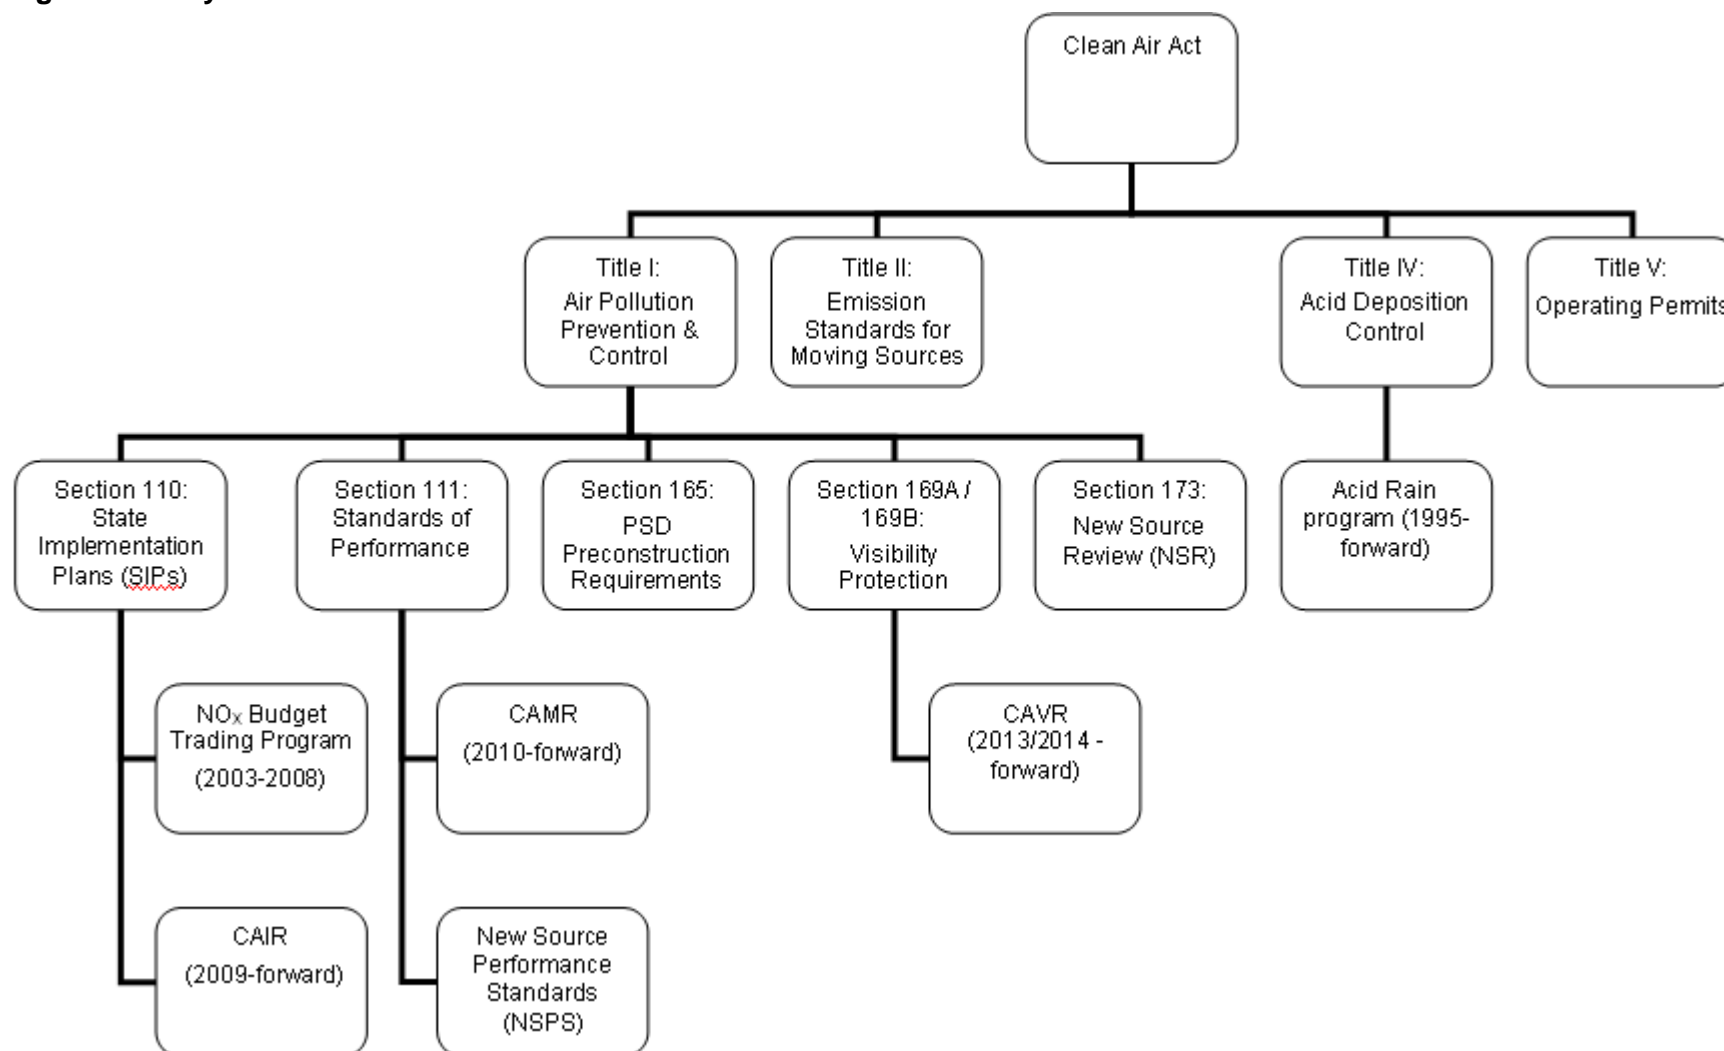 Clean Air Act
Title I:
Air Pollution
Prevention &
Control
Title II:
Emission
Standards for
Moving Sources
Title IV:
Acid Deposition
Control
Title V:
Operating Permits
Section 110:
State
Implementation
Plans (SIPs)
Section 111:
Standards of
Performance
Section 165:
PSD
Preconstruction
Requirements
Section 169A /
169B:
Visibility
Protection
Section 173:
New Source
Review (NSR)
Acid Rain
program (1995-
forward)
NOX Budget
Trading Program
(2003-2008)
CAMR
(2010-forward)
CAVR
(2013/2014 -
forward)
CAIR
(2009-forward)
New Source
Performance
Standards
(NSPS)